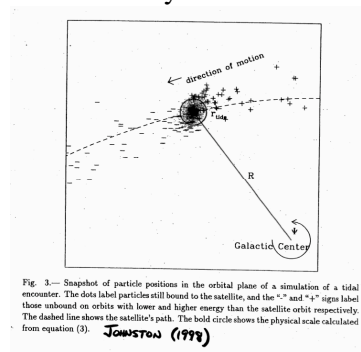 direction of motion
r_tide
R
Galactic Center
Fig. 3.— Snapshot of particle positions in the orbital plane of a simulation of a tidal
encounter. The dots label particles still bound to the satellite, and the "-" and "+" signs label
those unbound on orbits with lower and higher energy than the satellite orbit respectively.
The dashed line shows the satellite's path. The bold circle shows the physical scale calculated
from equation (3). JOHNSTON (1998)